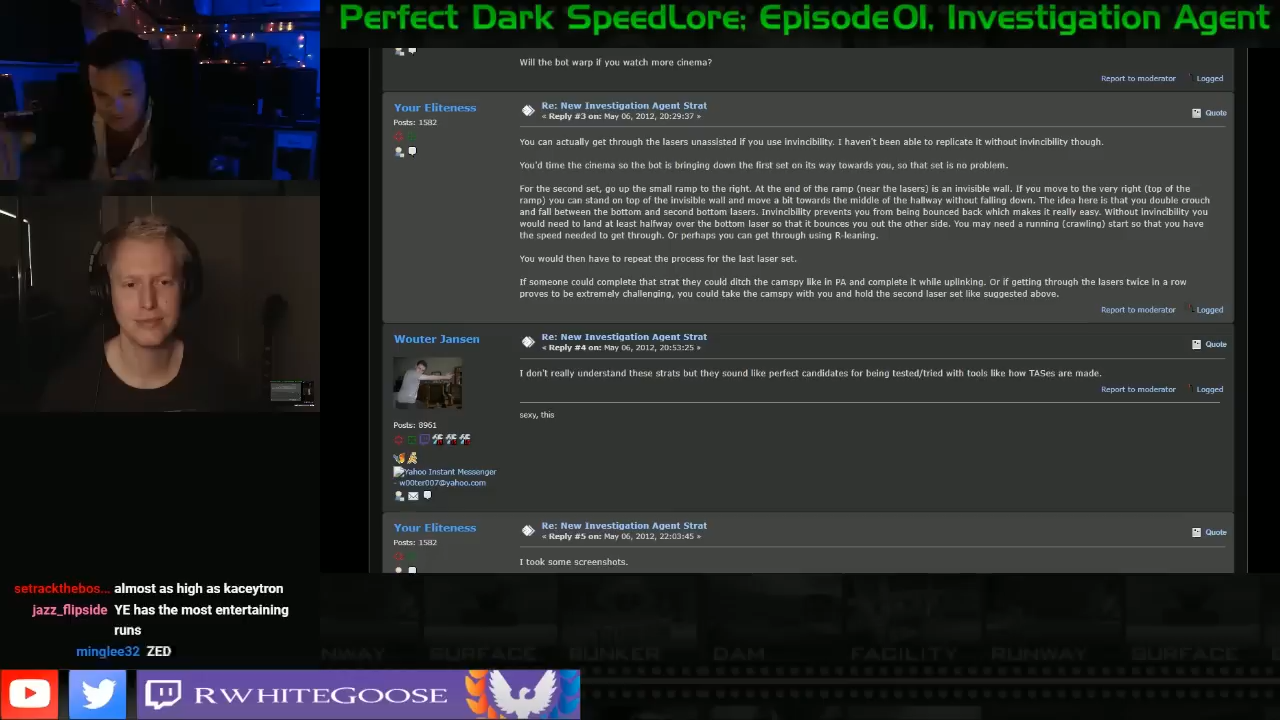 Perfect Dark SpeedLore; Episode01, Investigation Agent
Will the bot warp if you watch more cinema?
Report to moderator Logged
Your Eliteness
Posts: 1582
Re: New Investigation Agent Strat
« Reply #3 on: May 06, 2012, 20:29:37 »
Quote
You can actually get through the lasers unassisted if you use invincibility. I haven't been able to replicate it without invincibility though.
You'd time the cinema so the bot is bringing down the first set on its way towards you, so that set is no problem.
For the second set, go up the small ramp to the right. At the end of the ramp (near the lasers) is an invisible wall. If you move to the very right (top of the
ramp) you can stand on top of the invisible wall and move a bit towards the middle of the hallway without falling down. The idea here is that you double crouch
and fall between the bottom and second bottom lasers. Invincibility prevents you from being bounced back which makes it really easy. Without invincibility you
would need to land at least halfway over the bottom laser so that it bounces you out the other side. You may need a running (crawling) start so that you have
the speed needed to get through. Or perhaps you can get through using R-leaning.
You would then have to repeat the process for the last laser set.
If someone could complete that strat they could ditch the camspy like in PA and complete it while uplinking. Or if getting through the lasers twice in a row
proves to be extremely challenging, you could take the camspy with you and hold the second laser set like suggested above.
Report to moderator Logged
Wouter Jansen
Re: New Investigation Agent Strat
« Reply #4 on: May 06, 2012, 20:53:25 »
Quote
I don't really understand these strats but they sound like perfect candidates for being tested/tried with tools like how TASes are made.
Report to moderator Logged
sexy, this
Posts: 8961
Yahoo Instant Messenger
- w00ter007@yahoo.com
Your Eliteness
Posts: 1582
Re: New Investigation Agent Strat
« Reply #5 on: May 06, 2012, 22:03:45 »
Quote
I took some screenshots.
setrackthebos... almost as high as kaceytron
jazz_flipside YE has the most entertaining
runs
minglee32 ZED
RWHITEGOOSE
RUNWAY SURFACE BUNKER DAM FACILITY RUNWAY SURFACE